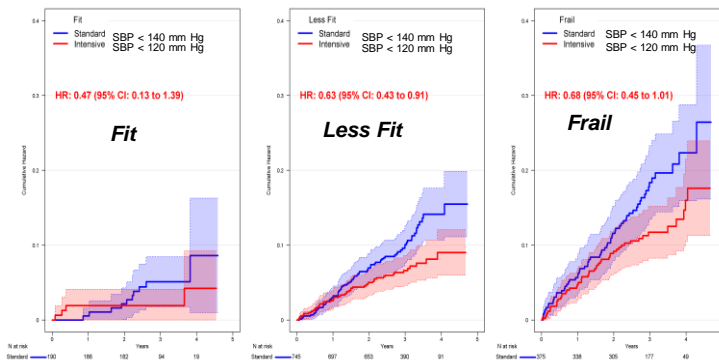 Fit
Standard SBP < 140 mm Hg
Intensive SBP < 120 mm Hg
HR: 0.47 (95% CI: 0.13 to 1.39)
Fit
Cumulative Hazard
0.4
0.3
0.2
0.1
0.0
0 1 2 3 4 5
N at risk Years
Standard 190 186 182 94 19
Less Fit
Standard SBP < 140 mm Hg
Intensive SBP < 120 mm Hg
HR: 0.63 (95% CI: 0.43 to 0.91)
Less Fit
Cumulative Hazard
0.4
0.3
0.2
0.1
0.0
0 1 2 3 4 5
N at risk Years
Standard 745 697 653 390 91
Frail
Standard SBP < 140 mm Hg
Intensive SBP < 120 mm Hg
HR: 0.68 (95% CI: 0.45 to 1.01)
Frail
Cumulative Hazard
0.4
0.3
0.2
0.1
0.0
0 1 2 3 4 5
N at risk Years
Standard 375 338 305 177 49